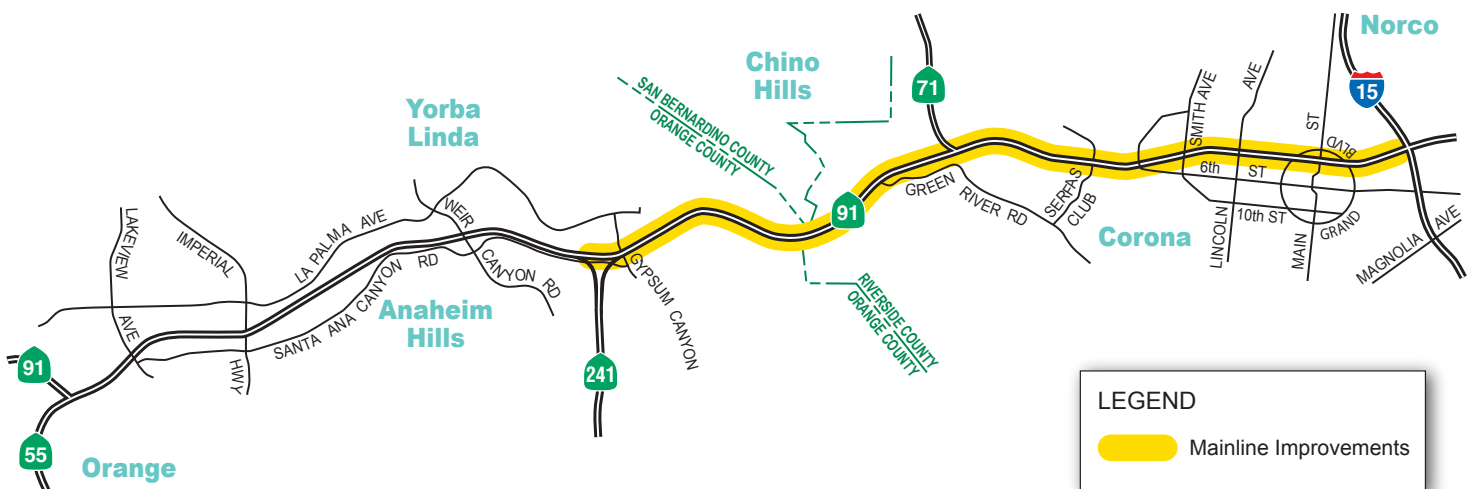 Norco
Chino
Hills
71
15
SAN BERNARDINO COUNTY
ORANGE COUNTY
Yorba
Linda
SMITH AVE
AVE
ST
BLVD
6th ST
GREEN RIVER RD
SERFAS
CLUB
91
LAKEVIEW
AVE
IMPERIAL
HWY
LA PALMA AVE
WEIR
CANYON RD
SANTA ANA CANYON RD
GYPSUM CANYON
10th ST
LINCOLN
MAIN
GRAND
MAGNOLIA AVE
Corona
RIVERSIDE COUNTY
ORANGE COUNTY
Anaheim
Hills
91
241
55
Orange
LEGEND
Mainline Improvements